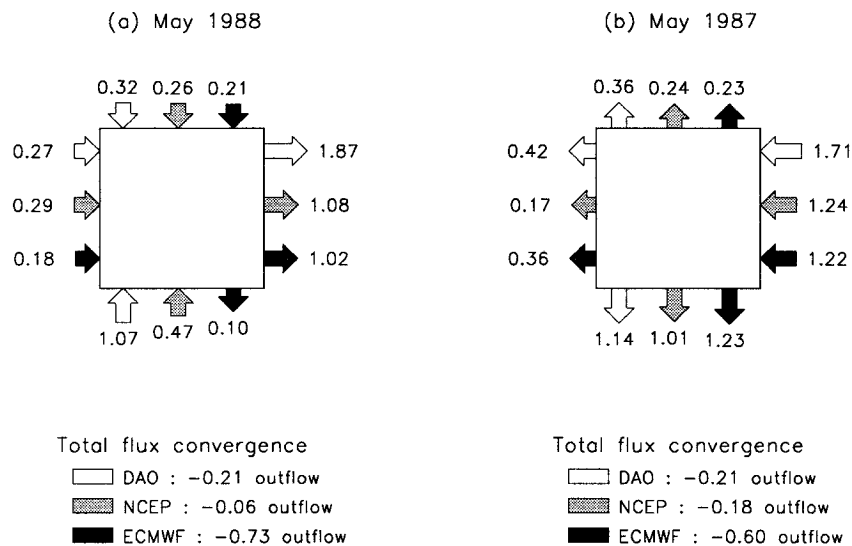 (a) May 1988
(b) May 1987
0.32 0.26 0.21
0.36 0.24 0.23
0.27 1.87
0.42 1.71
0.29 1.08
0.17 1.24
0.18 1.02
0.36 1.22
1.07 0.47 0.10
1.14 1.01 1.23
Total flux convergence
DAO : -0.21 outflow
NCEP : -0.06 outflow
ECMWF : -0.73 outflow
Total flux convergence
DAO : -0.21 outflow
NCEP : -0.18 outflow
ECMWF : -0.60 outflow